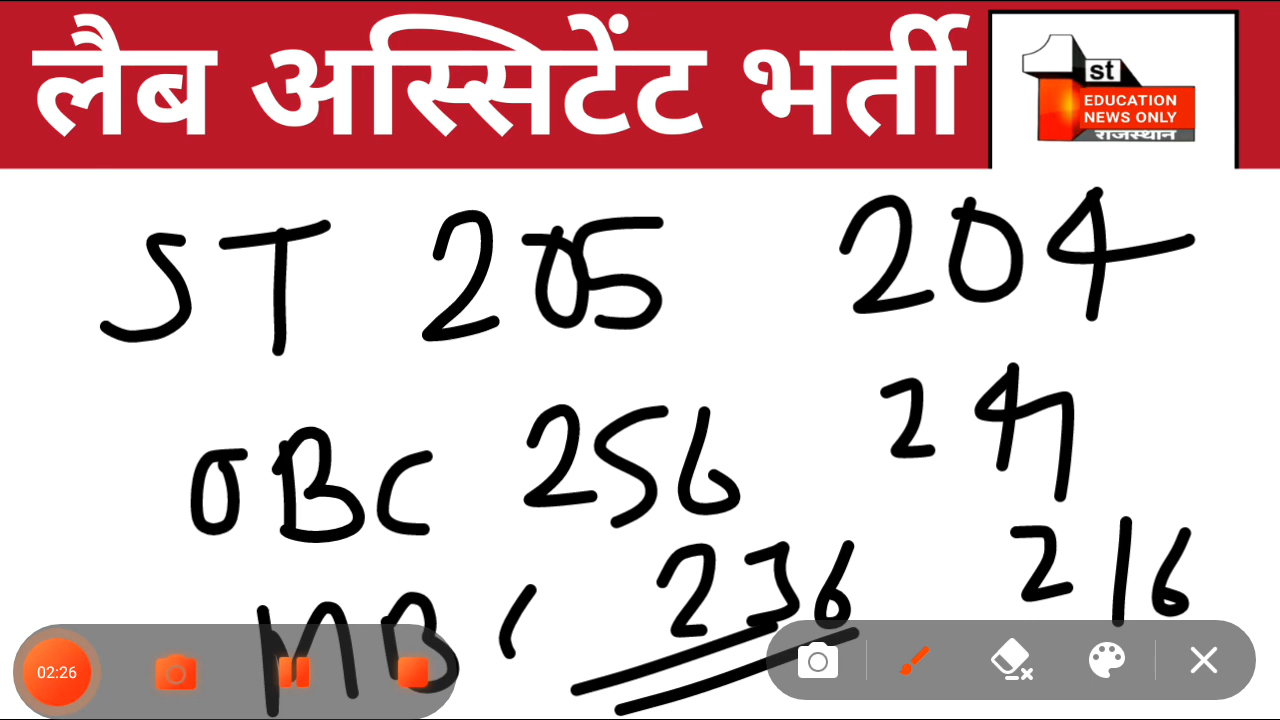 लैब अस्सिटेंट भर्ती
1st
EDUCATION
NEWS ONLY
राजस्थान
ST 205 204
OBC 256 247
MBC 236 216
02:26